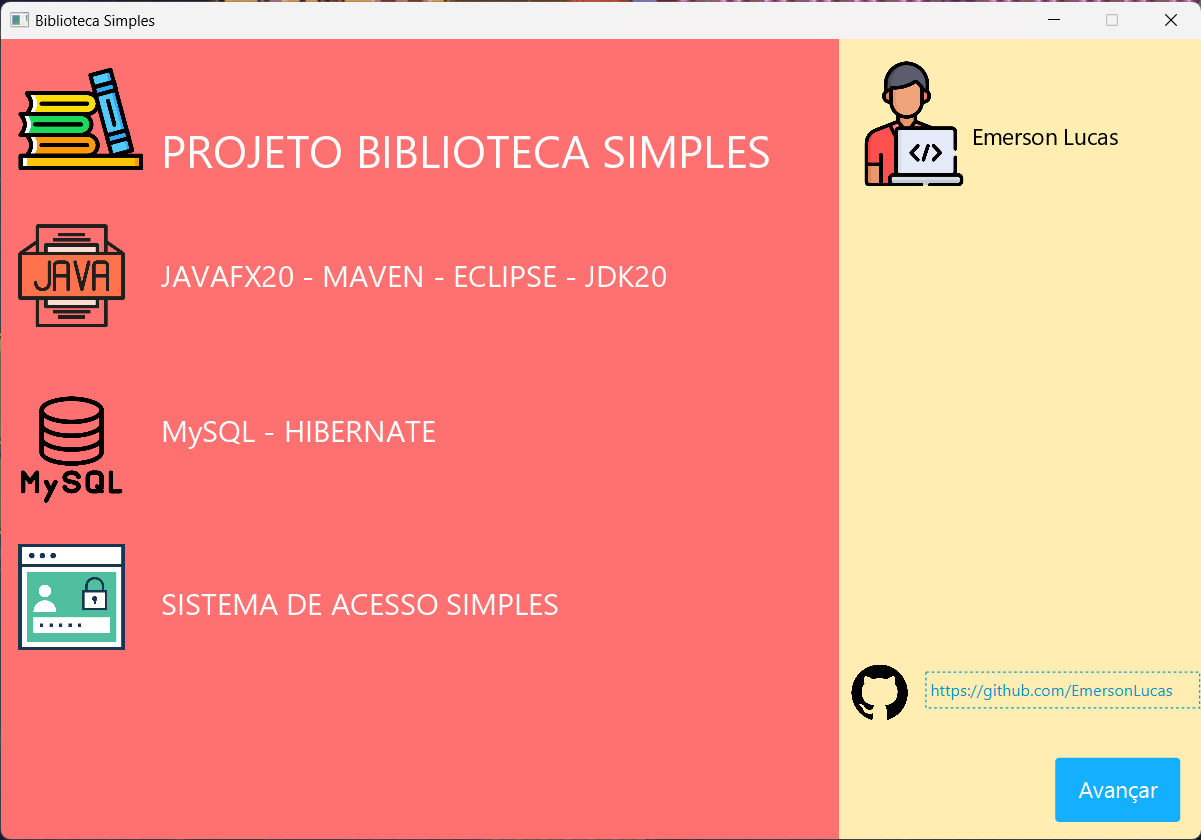 Biblioteca Simples
PROJETO BIBLIOTECA SIMPLES
Emerson Lucas
</>
JAVA
JAVAFX20 - MAVEN - ECLIPSE - JDK20
MySQL - HIBERNATE
MySQL
SISTEMA DE ACESSO SIMPLES
https://github.com/EmersonLucas
Avançar